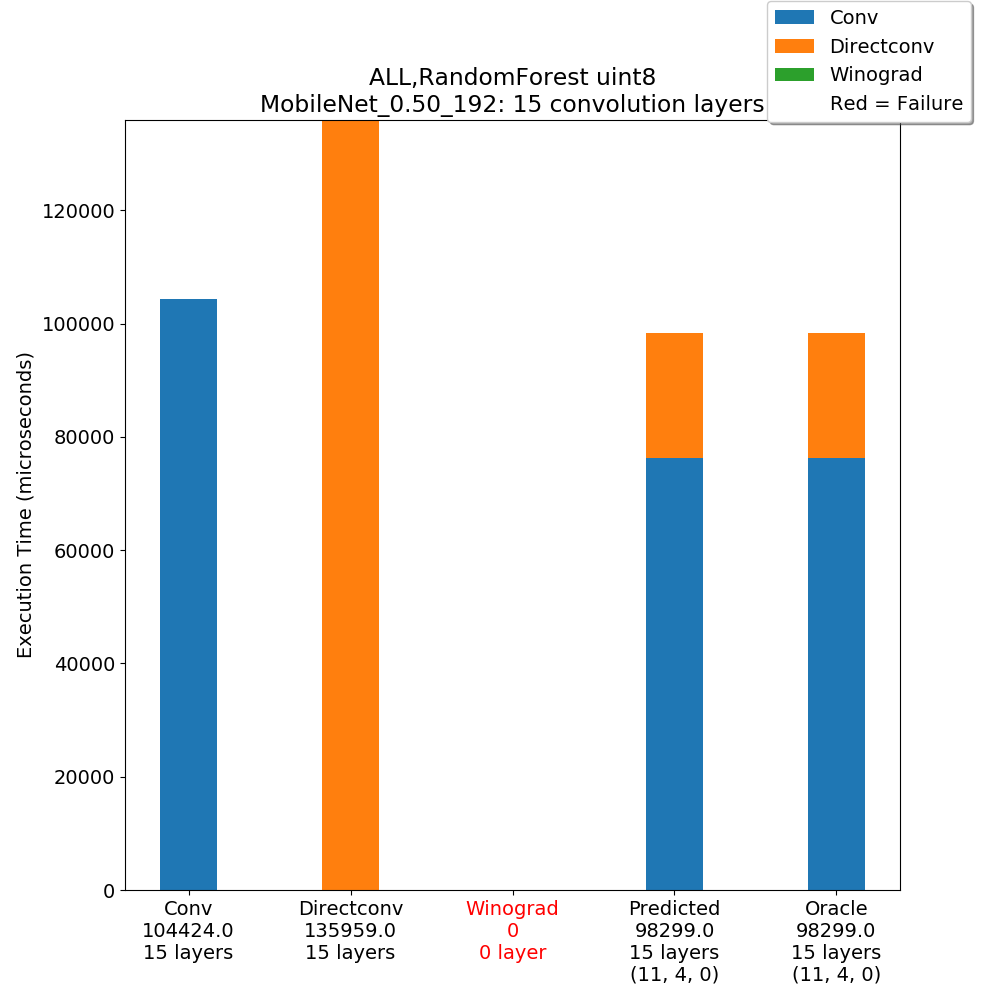 Conv
Directconv
Winograd
Red = Failure
ALL,RandomForest uint8
MobileNet_0.50_192: 15 convolution layers
Execution Time (microseconds)
120000
100000
80000
60000
40000
20000
0
Conv
104424.0
15 layers
Directconv
135959.0
15 layers
Winograd
0
0 layer
Predicted
98299.0
15 layers
(11, 4, 0)
Oracle
98299.0
15 layers
(11, 4, 0)